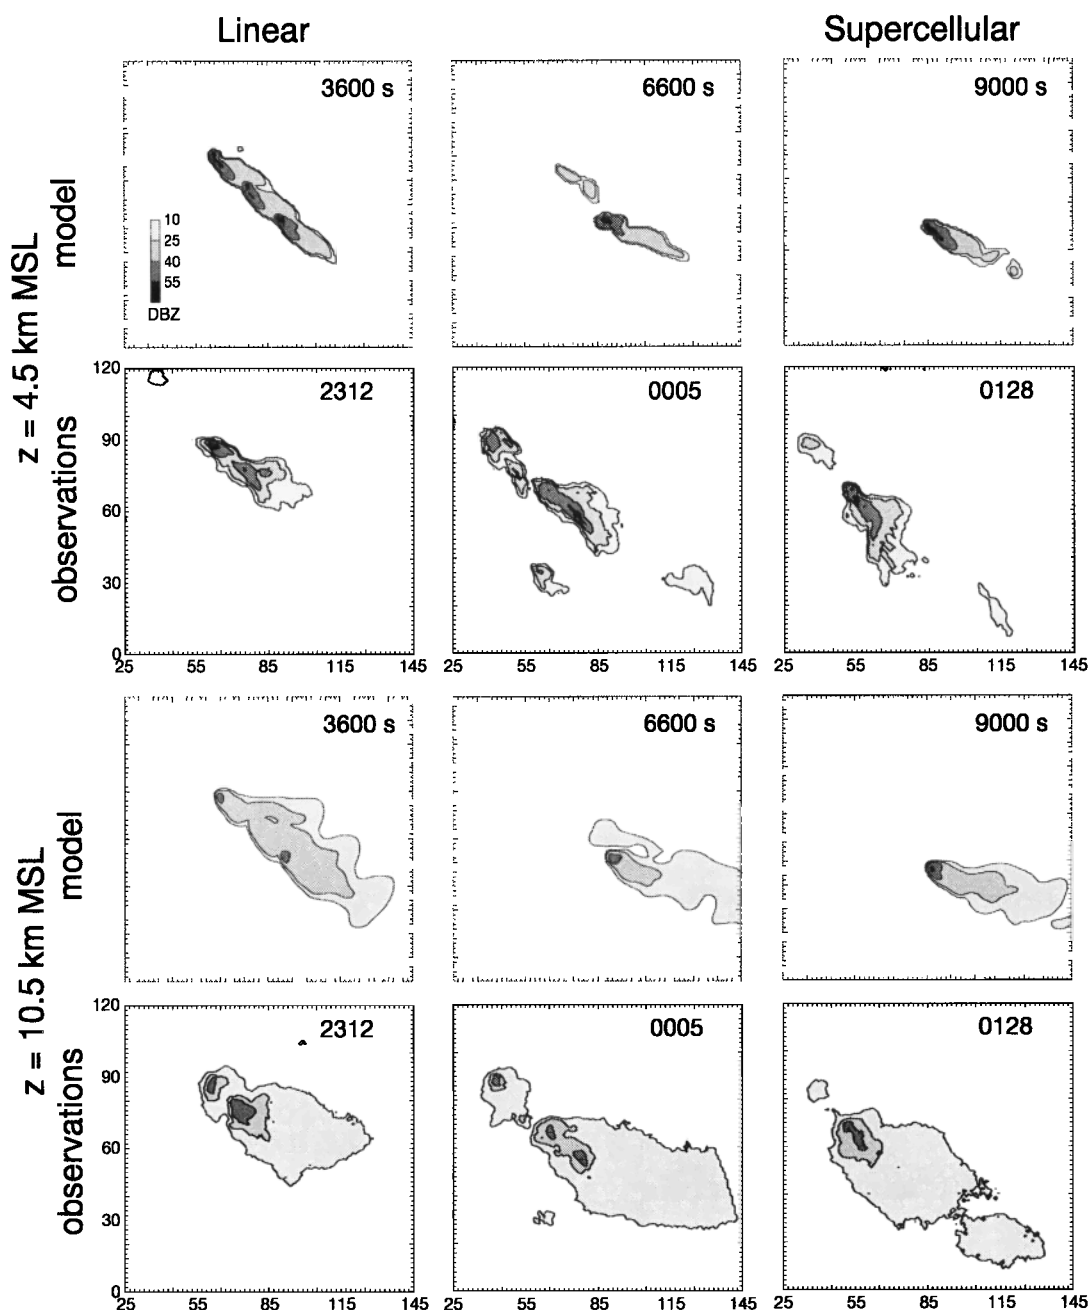 Linear
Supercellular
z = 4.5 km MSL
model
3600 s
6600 s
9000 s
10
25
40
55
DBZ
observations
2312
0005
0128
120
90
60
30
0
25 55 85 115 145
25 55 85 115 145
25 55 85 115 145
z = 10.5 km MSL
model
3600 s
6600 s
9000 s
observations
2312
0005
0128
120
90
60
30
0
25 55 85 115 145
25 55 85 115 145
25 55 85 115 145